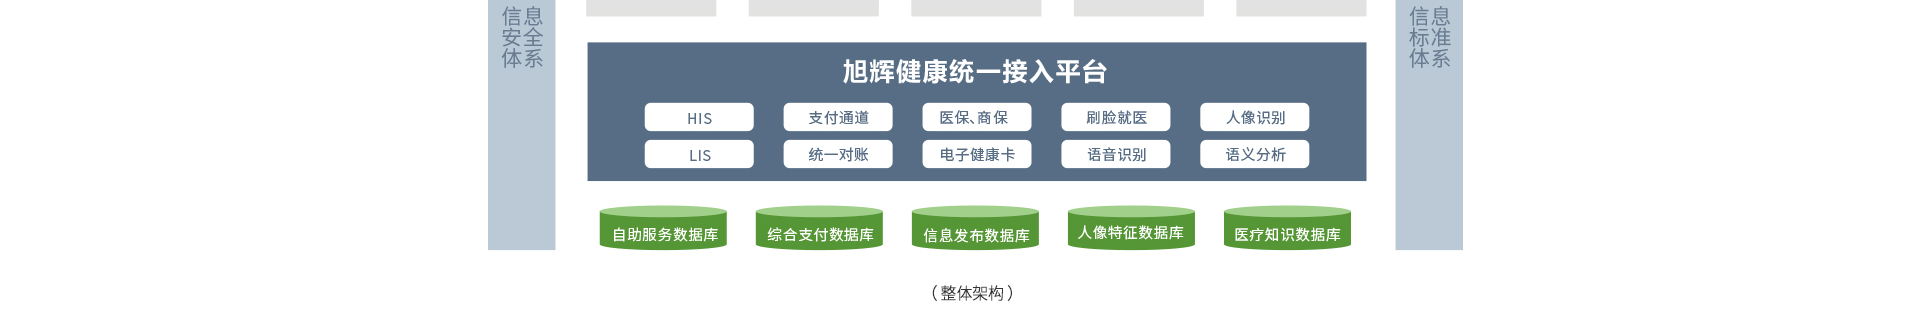 信息
安全
体系
信息
标准
体系
旭辉健康统一接入平台
HIS
支付通道
医保、商保
刷脸就医
人像识别
LIS
统一对账
电子健康卡
语音识别
语义分析
自助服务数据库
综合支付数据库
信息发布数据库
人像特征数据库
医疗知识数据库
（整体架构）